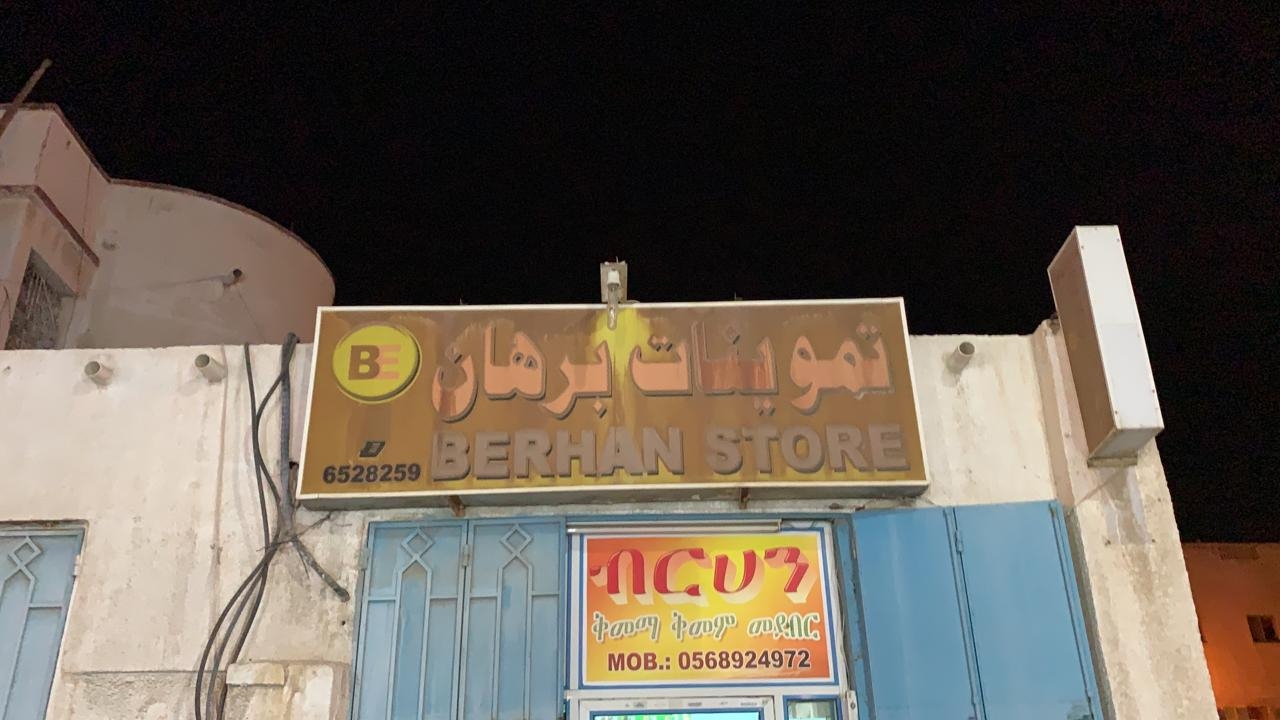 تموينات برهان
BE
BERHAN STORE
6528259
ብርሀን
ቅመማ ቅመም መደብር
MOB.: 0568924972